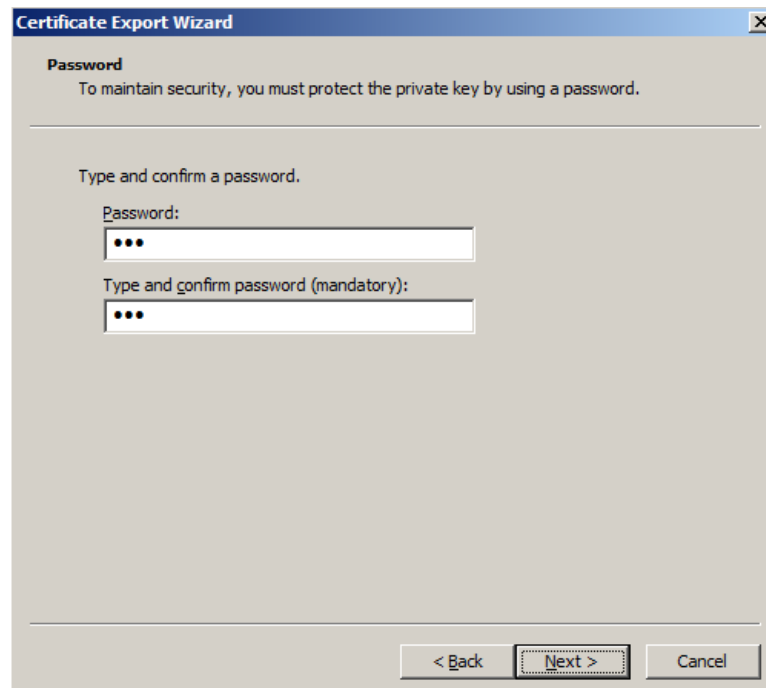 Certificate Export Wizard
Password
To maintain security, you must protect the private key by using a password.
Type and confirm a password.
Password:
•••
Type and confirm password (mandatory):
•••
< Back Next > Cancel